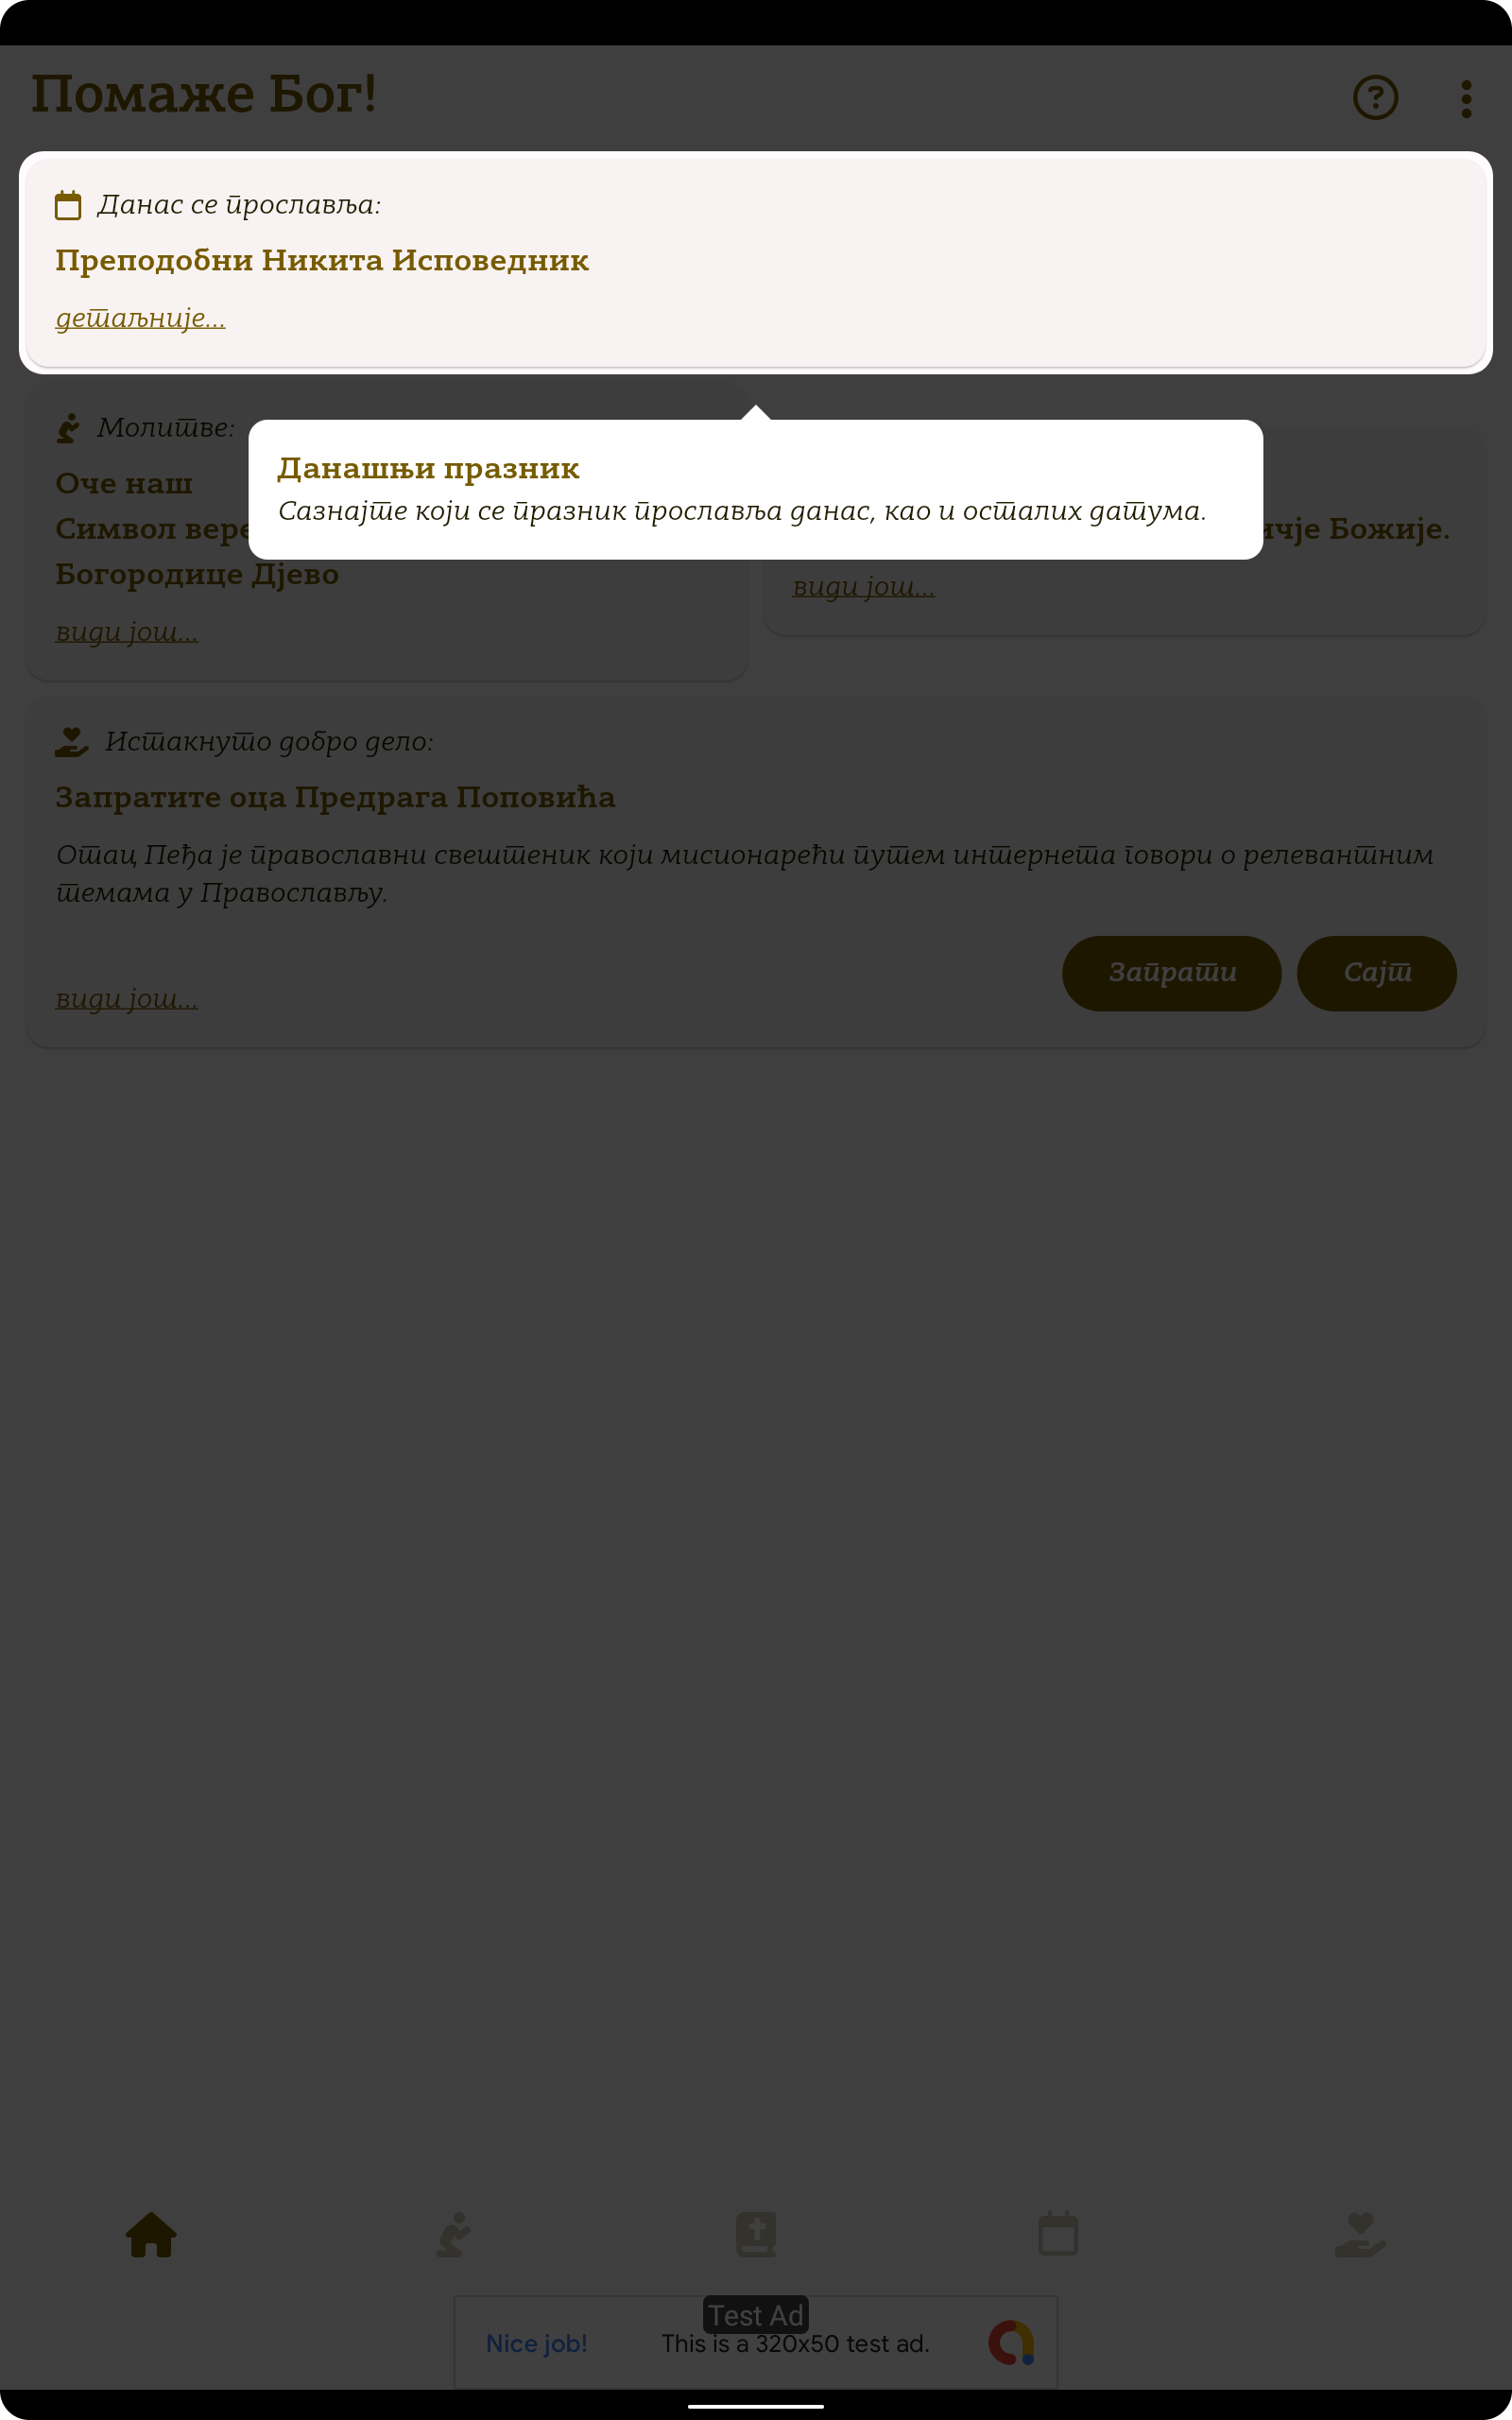 Помаже Бог!
Данас се прославља:
Преподобни Никита Исповедник
детаљније...
Молитве:
Оче наш
Символ вере
Богородице Дјево
види још...
Данашњи празник
Сазнајте који се празник прославља данас, као и осталих датума.
Божије.
види још...
Истакнуто добро дело:
Запратите оца Предрага Поповића
Отац Пеђа је православни свештеник који мисионарећи путем интернета говори о релевантним
темама у Православљу.
види још...
Запрати
Сајт
Test Ad
Nice job!
This is a 320x50 test ad.